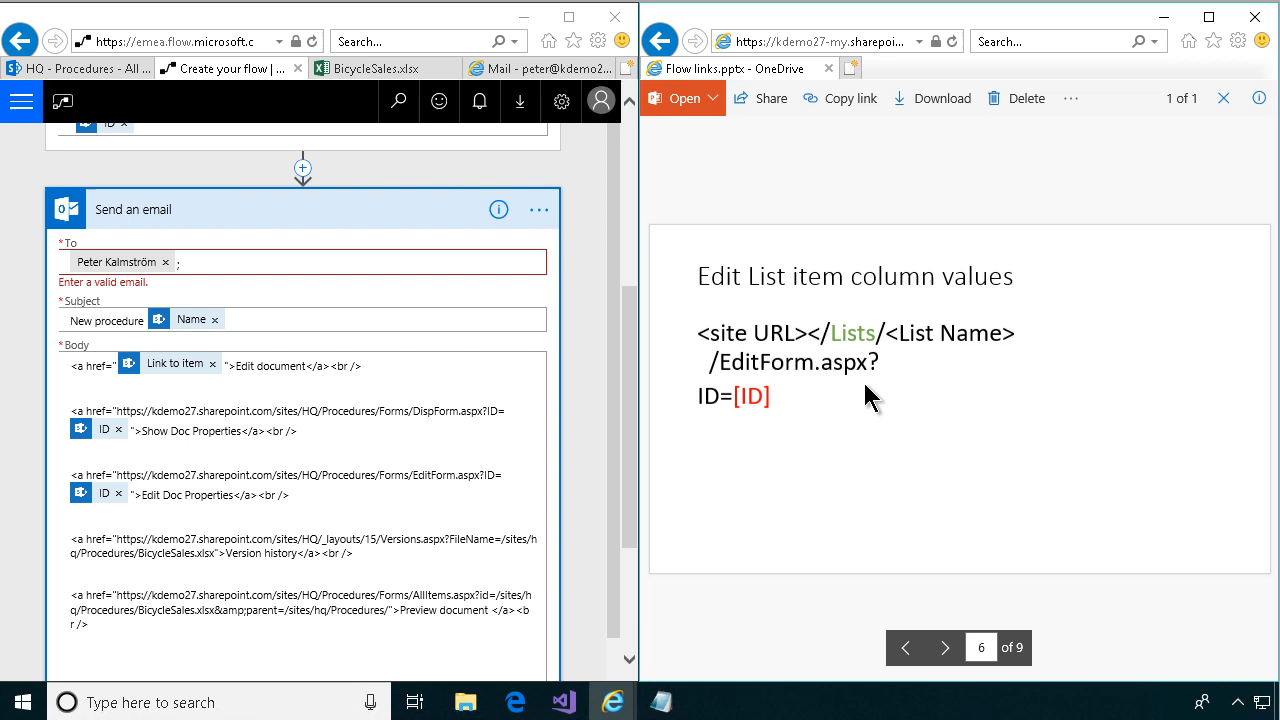 https://emea.flow.microsoft.c
Search...
HQ - Procedures - All ...
Create your flow | ...
BicycleSales.xlsx
Mail - peter@kdemo2...
ID ×
Send an email
* To
Peter Kalmström × ;
Enter a valid email.
* Subject
New procedure Name ×
* Body
<a href=" Link to item × ">Edit document</a><br />
<a href="https://kdemo27.sharepoint.com/sites/HQ/Procedures/Forms/DispForm.aspx?ID=
ID × ">Show Doc Properties</a><br />
<a href="https://kdemo27.sharepoint.com/sites/HQ/Procedures/Forms/EditForm.aspx?ID=
ID × ">Edit Doc Properties</a><br />
<a href="https://kdemo27.sharepoint.com/sites/HQ/_layouts/15/Versions.aspx?FileName=/sites/h
q/Procedures/BicycleSales.xlsx">Version history</a><br />
<a href="https://kdemo27.sharepoint.com/sites/HQ/Procedures/Forms/AllItems.aspx?id=/sites/h
q/Procedures/BicycleSales.xlsx&amp;parent=/sites/hq/Procedures/">Preview document </a><b
r />
Type here to search
https://kdemo27-my.sharepoi...
Search...
Flow links.pptx - OneDrive
Open
Share
Copy link
Download
Delete
1 of 1
Edit List item column values
<site URL></Lists/<List Name>
/EditForm.aspx?
ID=[ID]
6 of 9